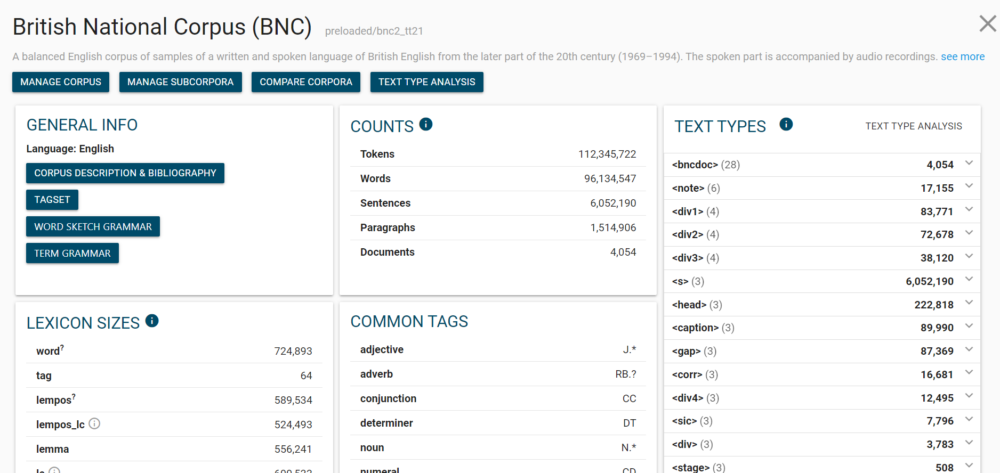 British National Corpus (BNC) preloaded/bnc2_tt21
A balanced English corpus of samples of a written and spoken language of British English from the later part of the 20th century (1969–1994). The spoken part is accompanied by audio recordings. see more
MANAGE CORPUS MANAGE SUBCORPORA COMPARE CORPORA TEXT TYPE ANALYSIS
GENERAL INFO
Language: English
CORPUS DESCRIPTION & BIBLIOGRAPHY
TAGSET
WORD SKETCH GRAMMAR
TERM GRAMMAR
COUNTS
Tokens 112,345,722
Words 96,134,547
Sentences 6,052,190
Paragraphs 1,514,906
Documents 4,054
LEXICON SIZES
word? 724,893
tag 64
lempos? 589,534
lempos_lc 524,493
lemma 556,241
lc
COMMON TAGS
adjective J.*
adverb RB.?
conjunction CC
determiner DT
noun N.*
numeral CD
TEXT TYPES TEXT TYPE ANALYSIS
<bncdoc> (28) 4,054
<note> (6) 17,155
<div1> (4) 83,771
<div2> (4) 72,678
<div3> (4) 38,120
<s> (3) 6,052,190
<head> (3) 222,818
<caption> (3) 89,990
<gap> (3) 87,369
<corr> (3) 16,681
<div4> (3) 12,495
<sic> (3) 7,796
<div> (3) 3,783
<stage> (3) 508